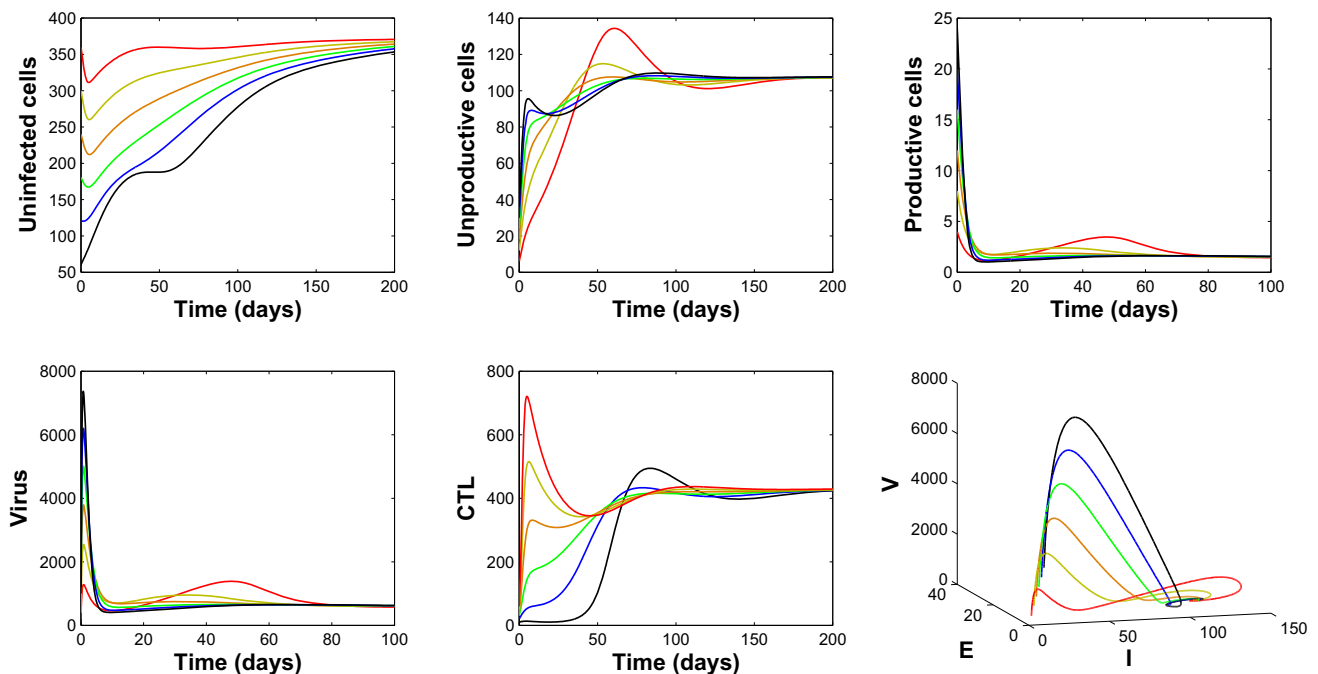 Uninfected cells
400
350
300
250
200
150
100
50
0 50 100 150 200
Time (days)
Unproductive cells
140
120
100
80
60
40
20
0
0 50 100 150 200
Time (days)
Productive cells
25
20
15
10
5
0
0 20 40 60 80 100
Time (days)
Virus
8000
6000
4000
2000
0
0 20 40 60 80 100
Time (days)
CTL
800
600
400
200
0
0 50 100 150 200
Time (days)
V
8000
6000
4000
2000
0
40
20
0
E
0 50 100 150
I